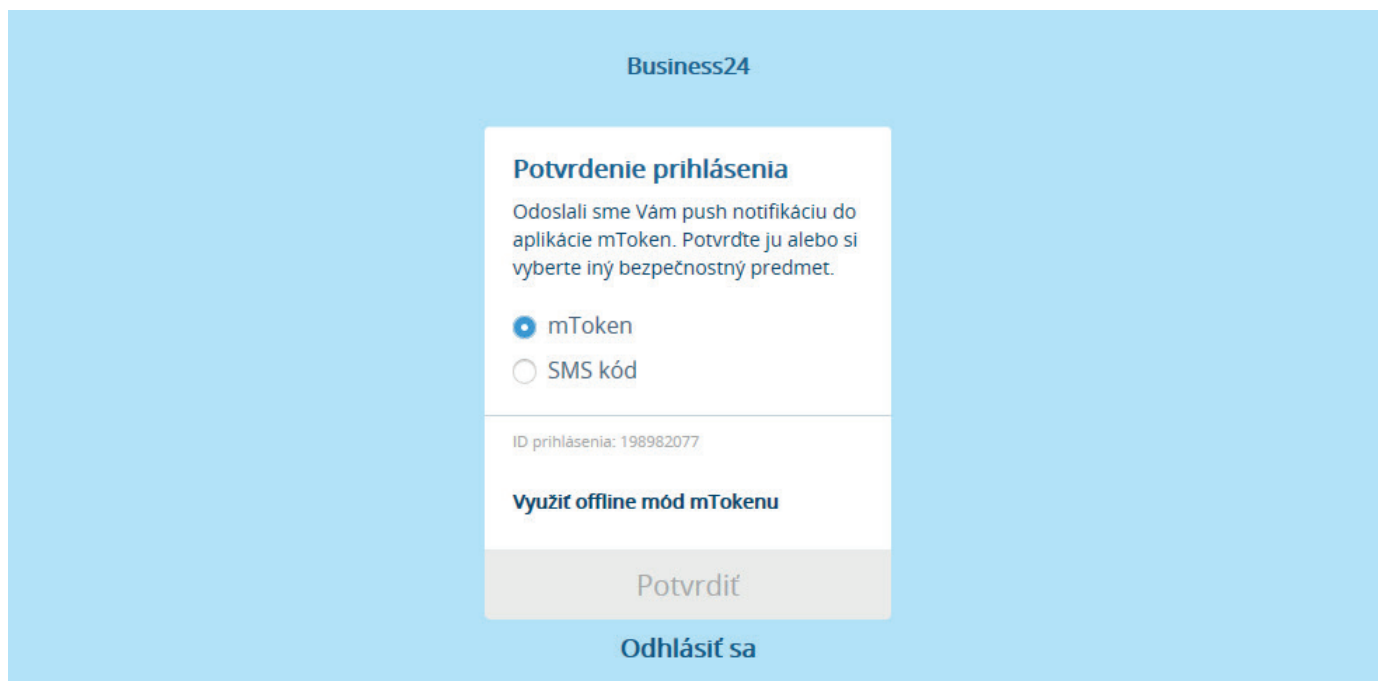 Business24
Potvrdenie prihlásenia
Odoslali sme Vám push notifikáciu do
aplikácie mToken. Potvrďte ju alebo si
vyberte iný bezpečnostný predmet.
mToken
SMS kód
ID prihlásenia: 198982077
Využiť offline mód mTokenu
Potvrdiť
Odhlásiť sa